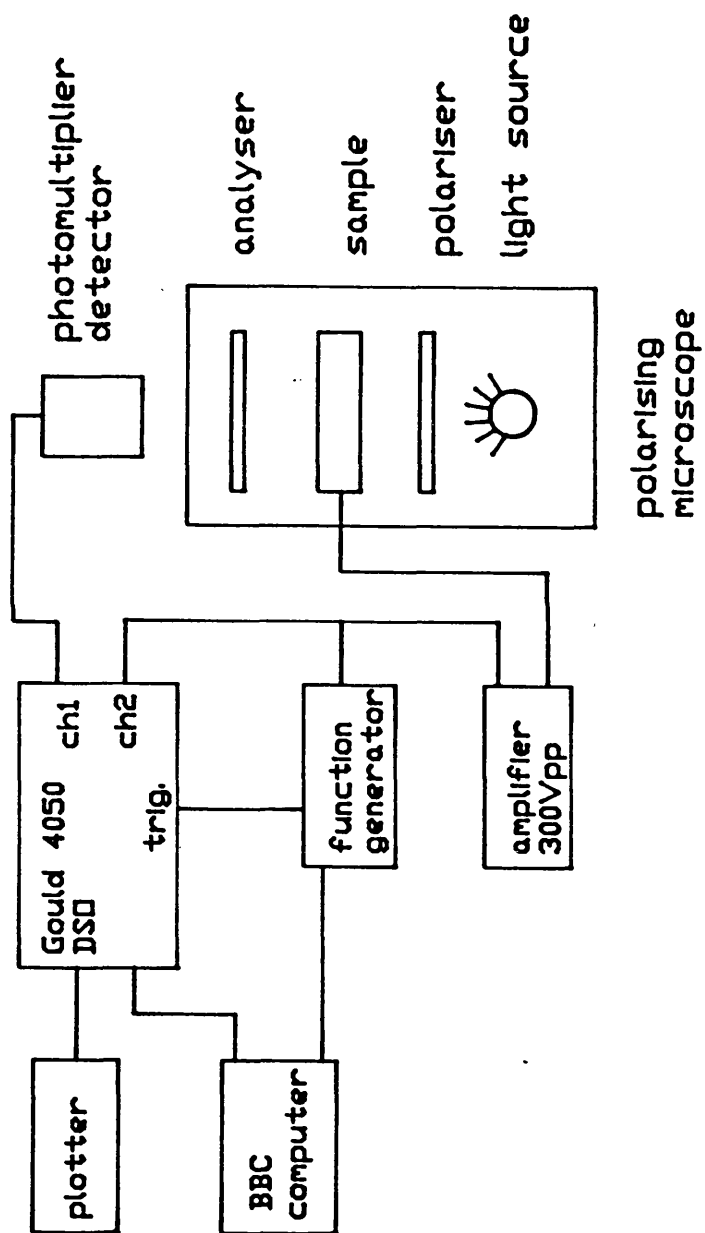 plotter
BBC
computer
Gould 4050
DSO
ch1
ch2
trig.
function
generator
amplifier
300Vpp
photomultiplier
detector
analyser
sample
polariser
light source
polarising
microscope